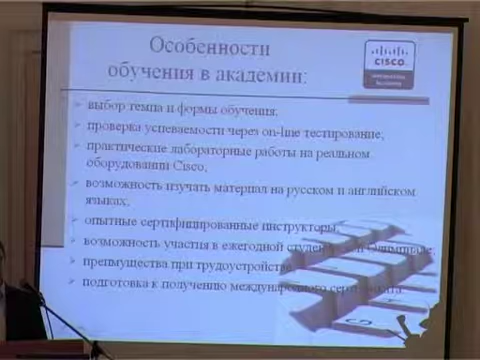 Особенности
обучения в академии:
CISCO
выбор темпа и формы обучения;
проверка успеваемости через on-line тестирование;
практические лабораторные работы на реальном
оборудовании Cisco;
возможность изучать материал на русском и английском
языках;
опытные сертифицированные инструкторы;
возможность участия в ежегодной Олимпиаде;
преимущества при трудоустройстве
подготовка к получению международного сертификата.